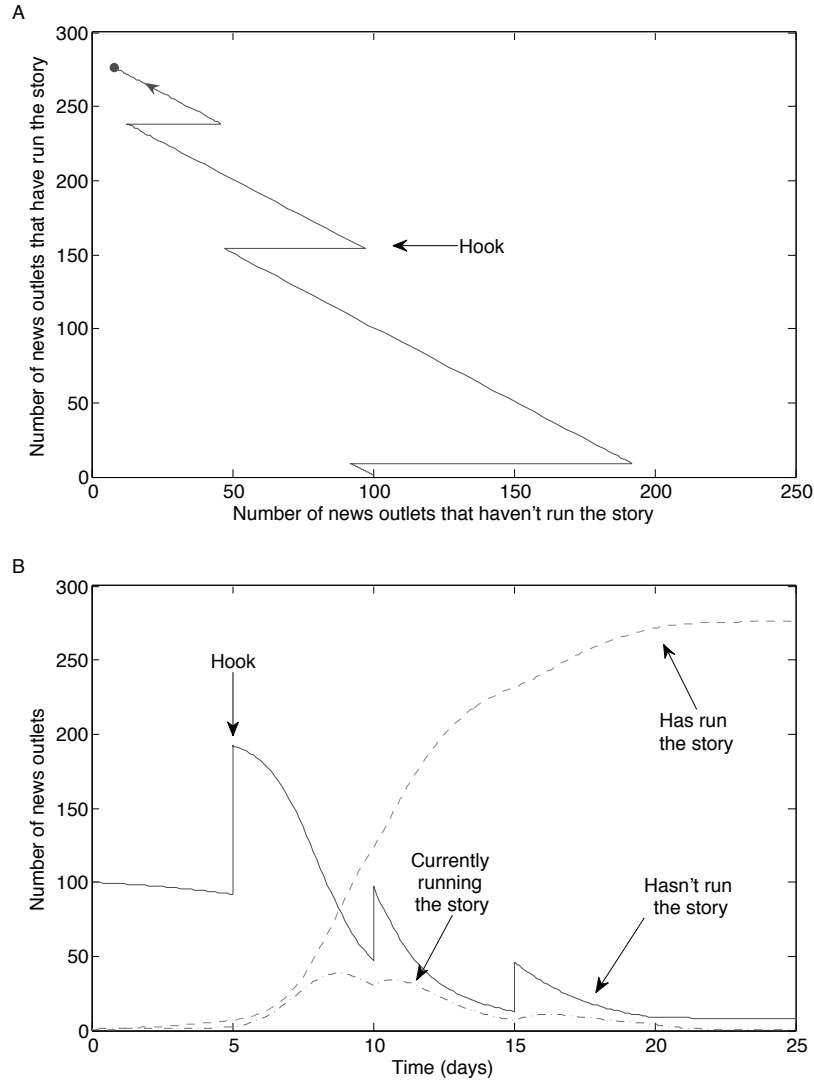 A
300
250
200
150
100
50
0
Number of news outlets that have run the story
Hook
0 50 100 150 200 250
Number of news outlets that haven't run the story
B
300
250
200
150
100
50
0
Number of news outlets
Hook
Has run
the story
Currently
running
the story
Hasn't run
the story
0 5 10 15 20 25
Time (days)